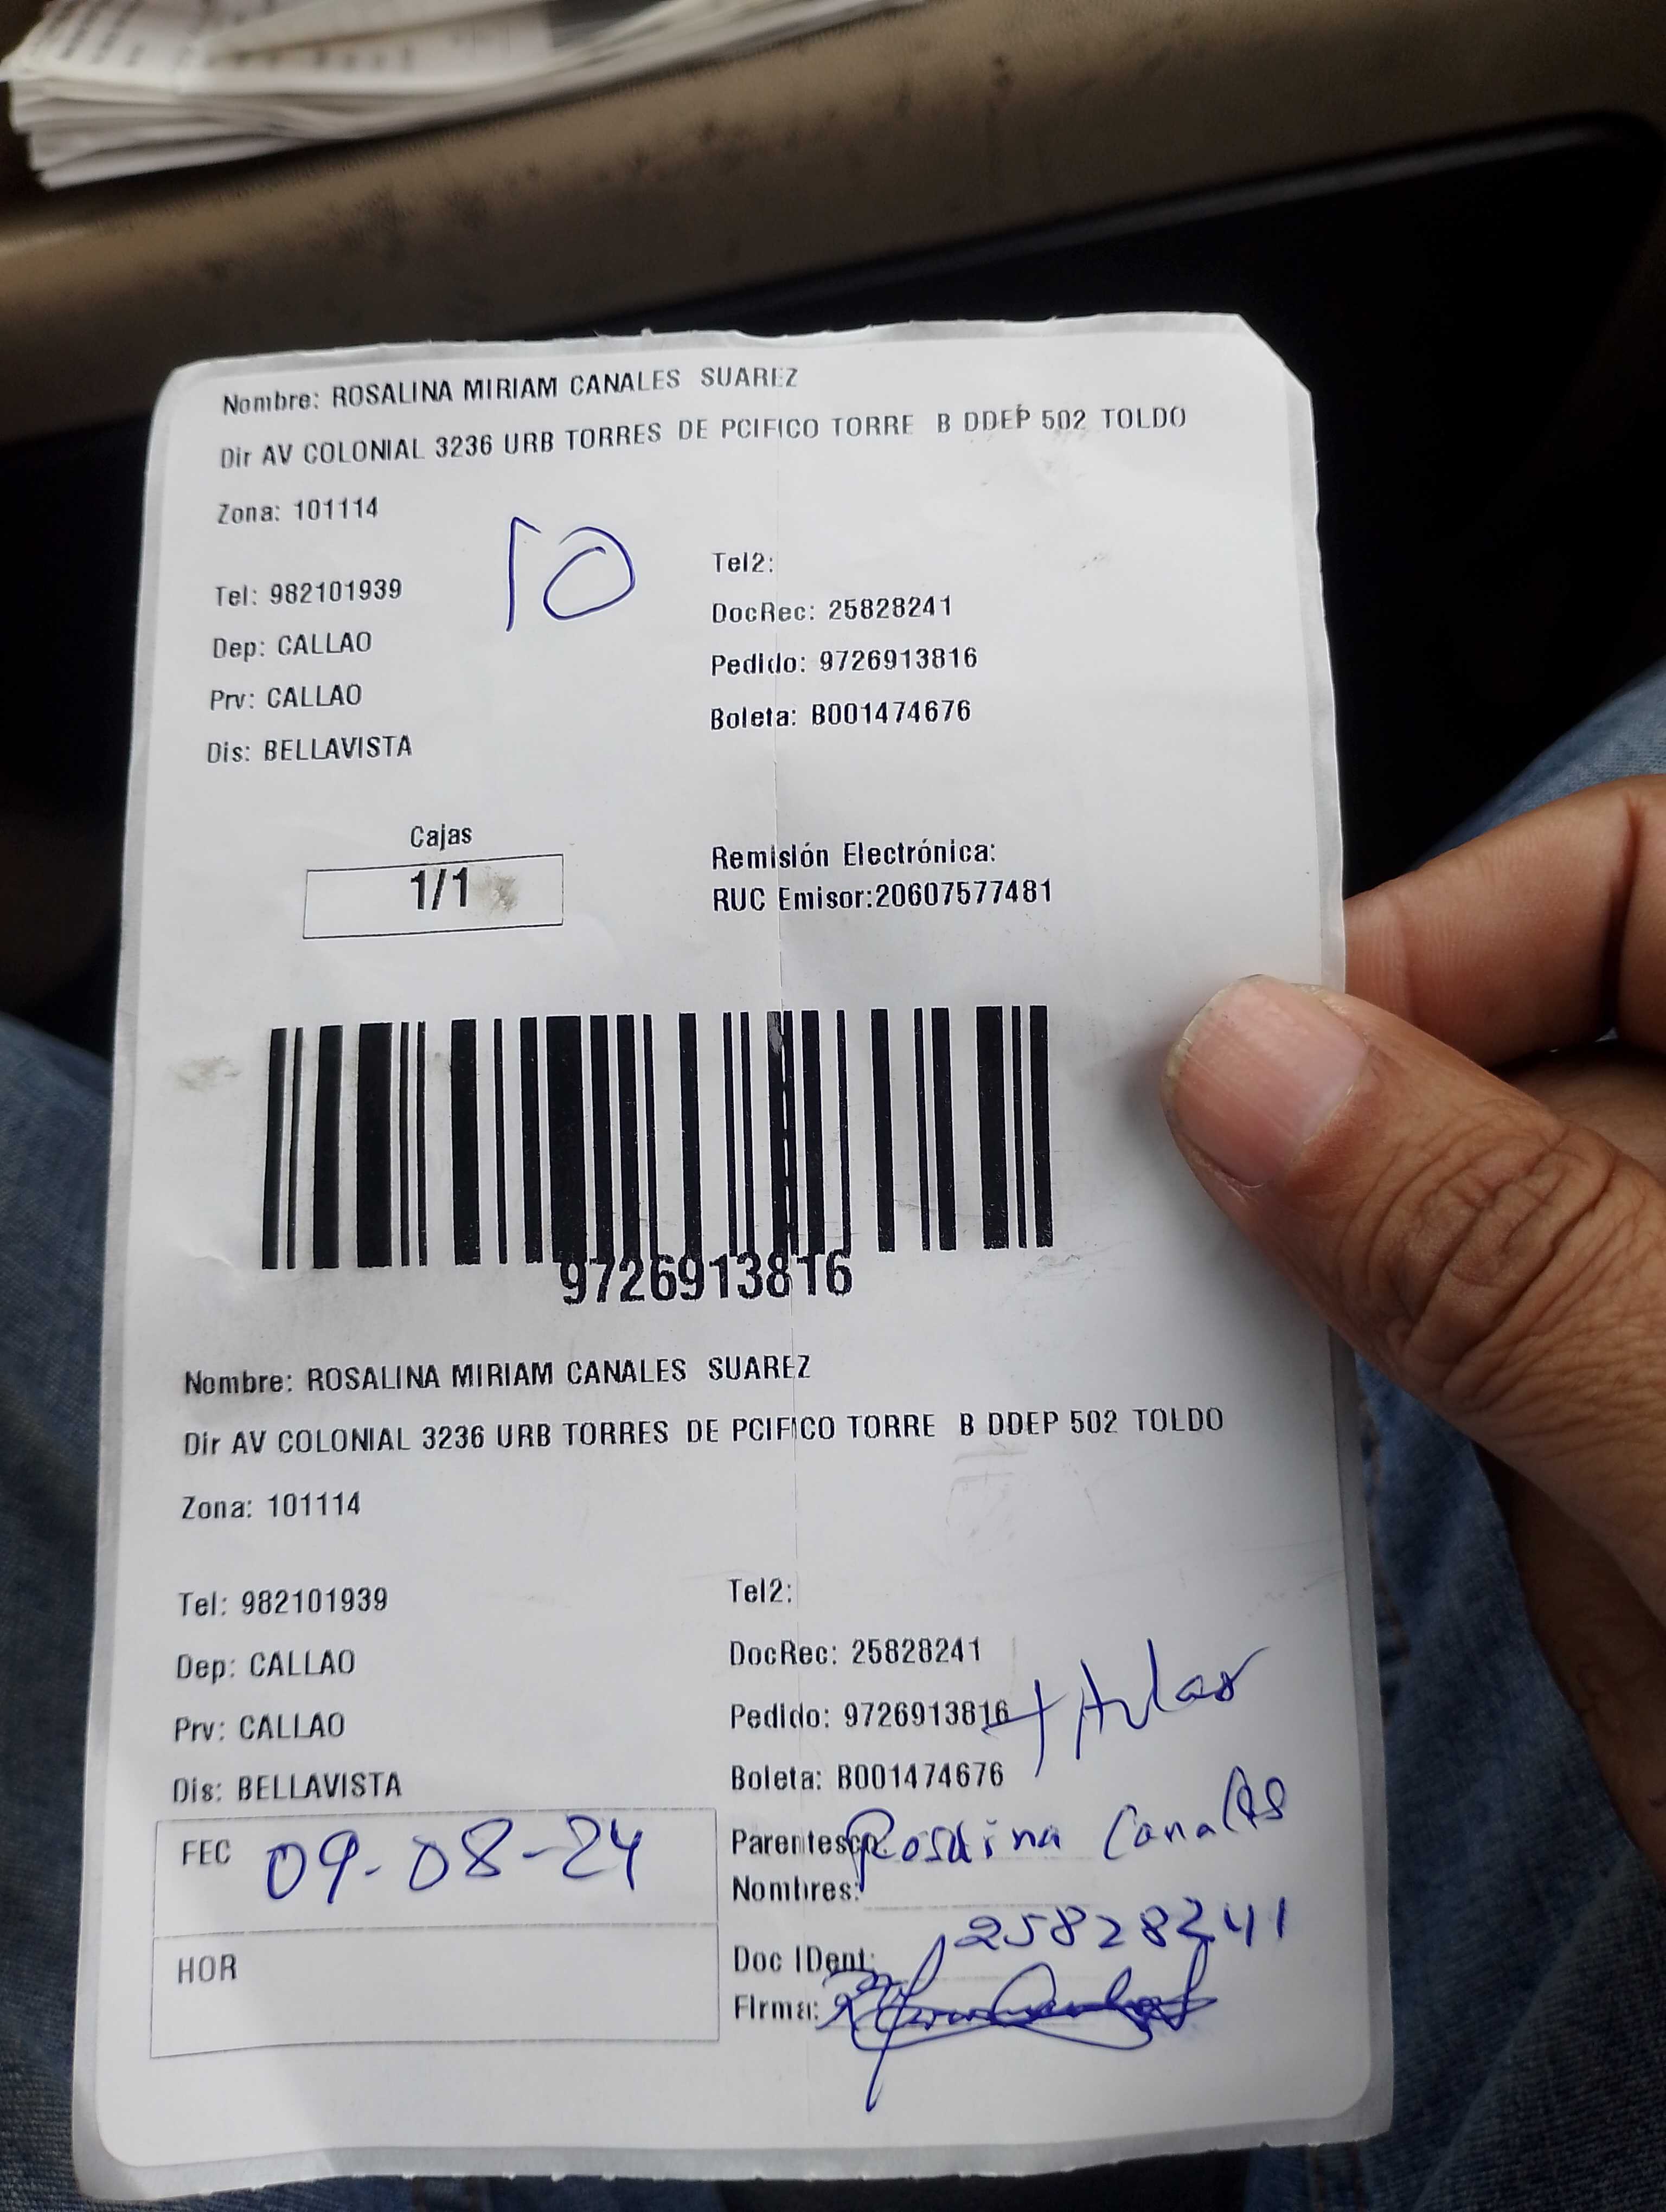 Nombre: ROSALINA MIRIAM CANALES SUAREZ
Dir AV COLONIAL 3236 URB TORRES DE PCIFICO TORRE B DDEP 502 TOLDO
Zona: 101114
10
Tel: 982101939
Tel2:
DocRec: 25828241
Dep: CALLAO
Pedido: 9726913816
Prv: CALLAO
Boleta: B001474676
Dis: BELLAVISTA
Cajas
1/1
Remisión Electrónica:
RUC Emisor:20607577481
9726913816
Nombre: ROSALINA MIRIAM CANALES SUAREZ
Dir AV COLONIAL 3236 URB TORRES DE PCIFICO TORRE B DDEP 502 TOLDO
Zona: 101114
Tel: 982101939
Tel2:
Dep: CALLAO
DocRec: 25828241
Prv: CALLAO
Pedido: 9726913816 titular
Dis: BELLAVISTA
Boleta: B001474676
FEC 09-08-24
Parentesco: Rosalina Canales
Nombres:
HOR
Doc IDent: 25828241
Firma: